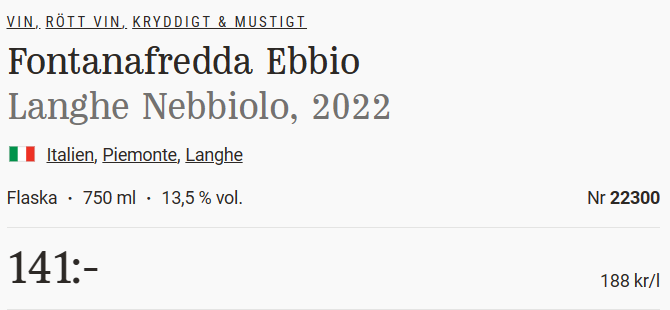 VIN, RÖTT VIN, KRYDDIGT & MUSTIGT
Fontanafredda Ebbio
Langhe Nebbiolo, 2022
Italien, Piemonte, Langhe
Flaska · 750 ml · 13,5 % vol. Nr 22300
141:-
188 kr/l